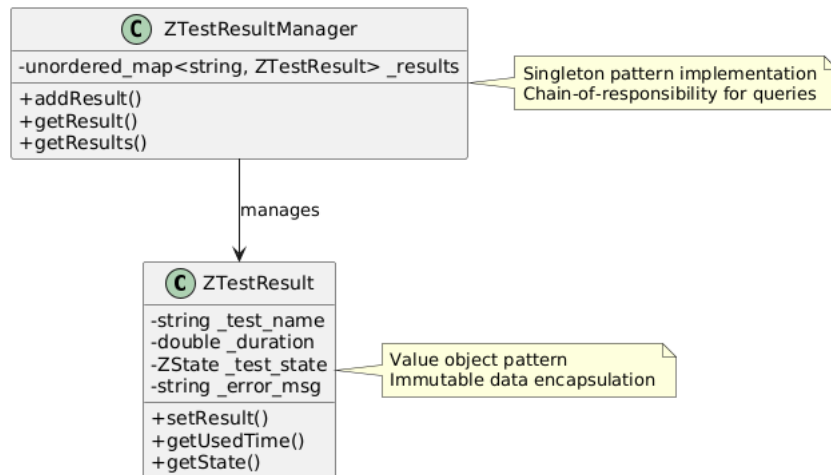 C ZTestResultManager
-unordered_map<string, ZTestResult> _results
+addResult()
+getResult()
+getResults()
Singleton pattern implementation
Chain-of-responsibility for queries
manages
C ZTestResult
-string _test_name
-double _duration
-ZState _test_state
-string _error_msg
+setResult()
+getUsedTime()
+getState()
Value object pattern
Immutable data encapsulation